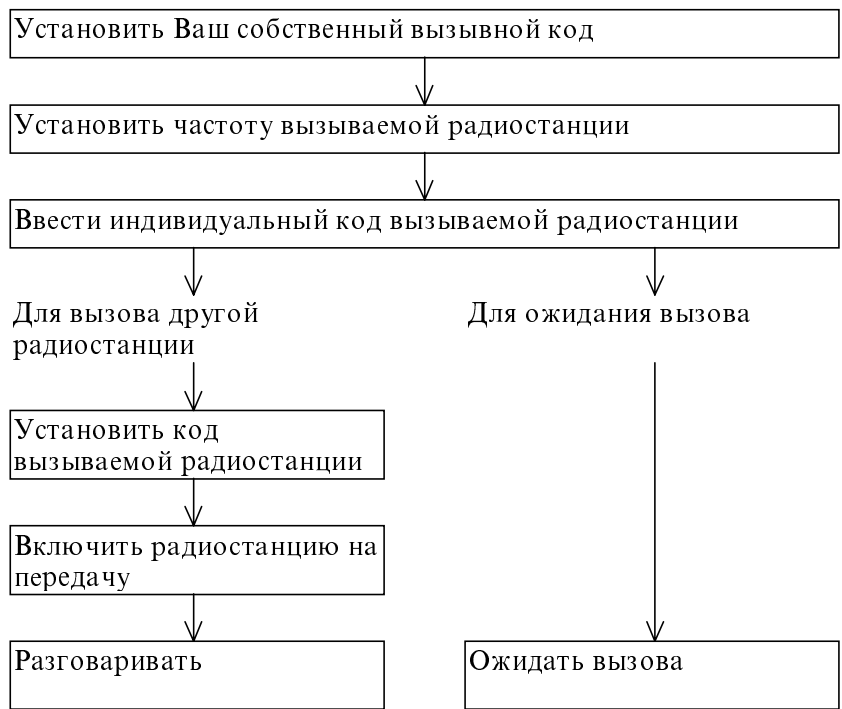 Установить Ваш собственный вызывной код
Установить частоту вызываемой радиостанции
Ввести индивидуальный код вызываемой радиостанции
Для вызова другой
радиостанции
Для ожидания вызова
Установить код
вызываемой радиостанции
Включить радиостанцию на
передачу
Разговаривать
Ожидать вызова